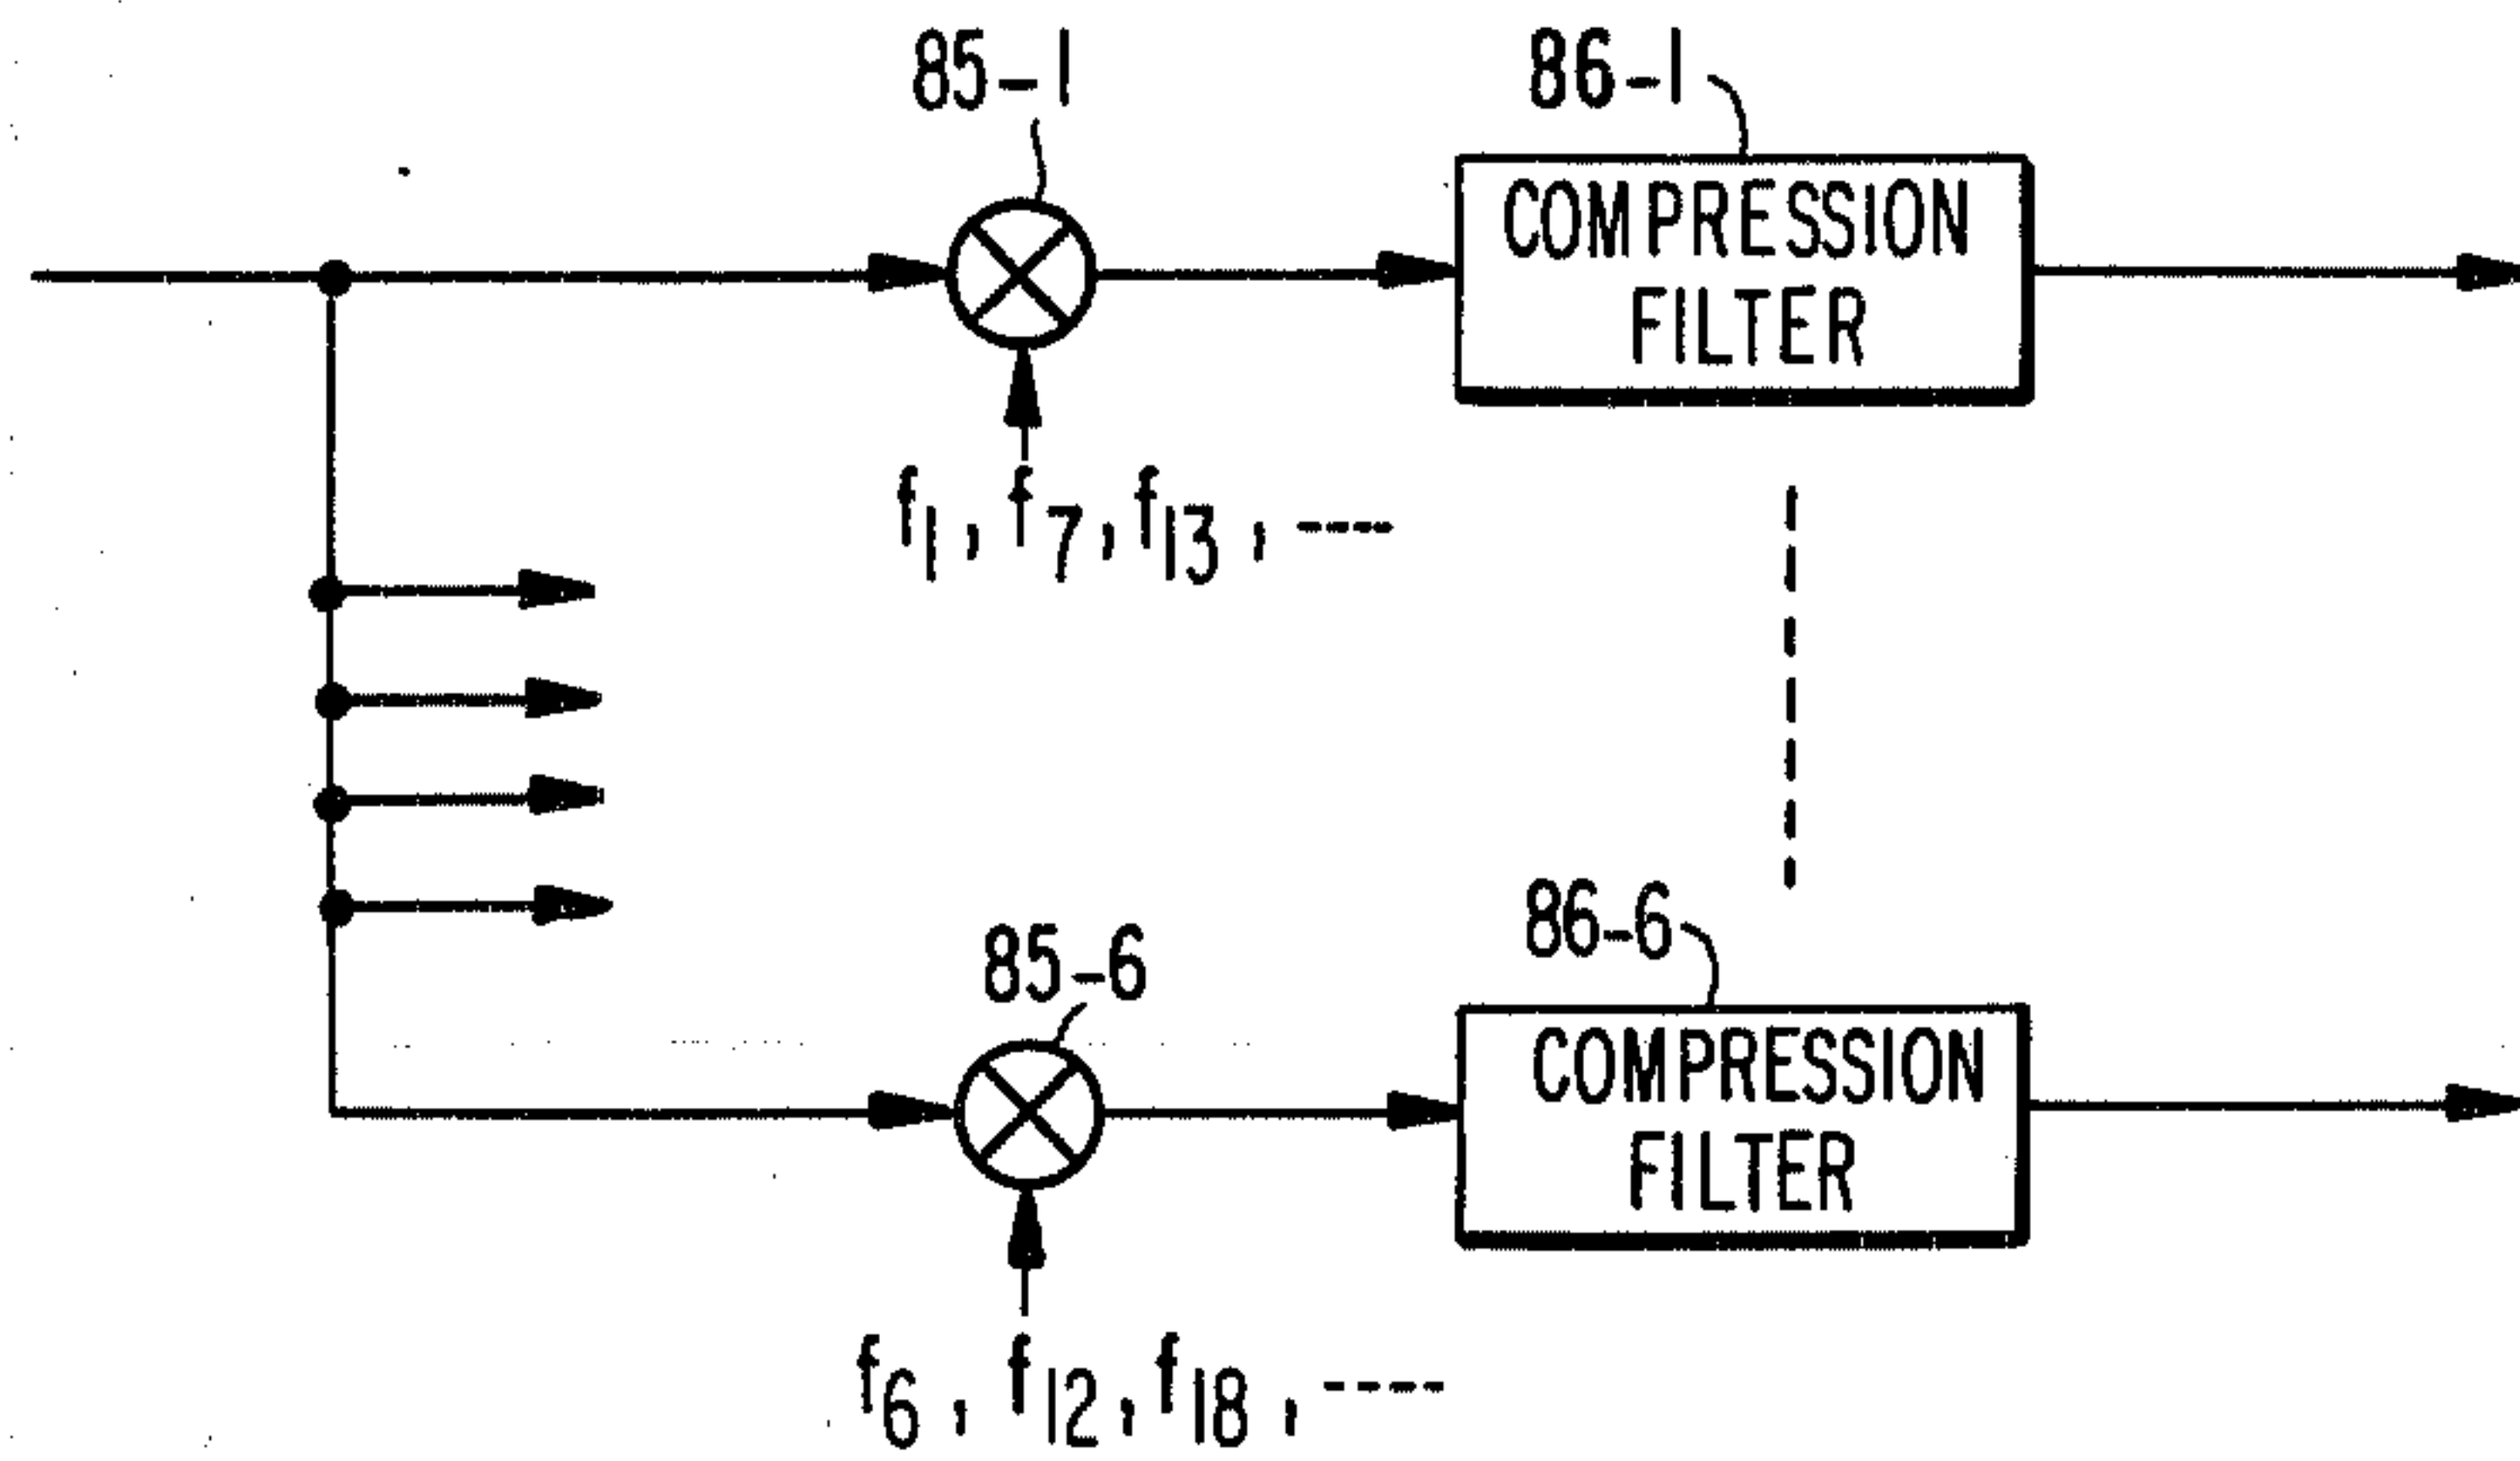 85-1
86-1
COMPRESSION
FILTER
f1, f7, f13, ----
86-6
85-6
COMPRESSION
FILTER
f6, f12, f18, ----